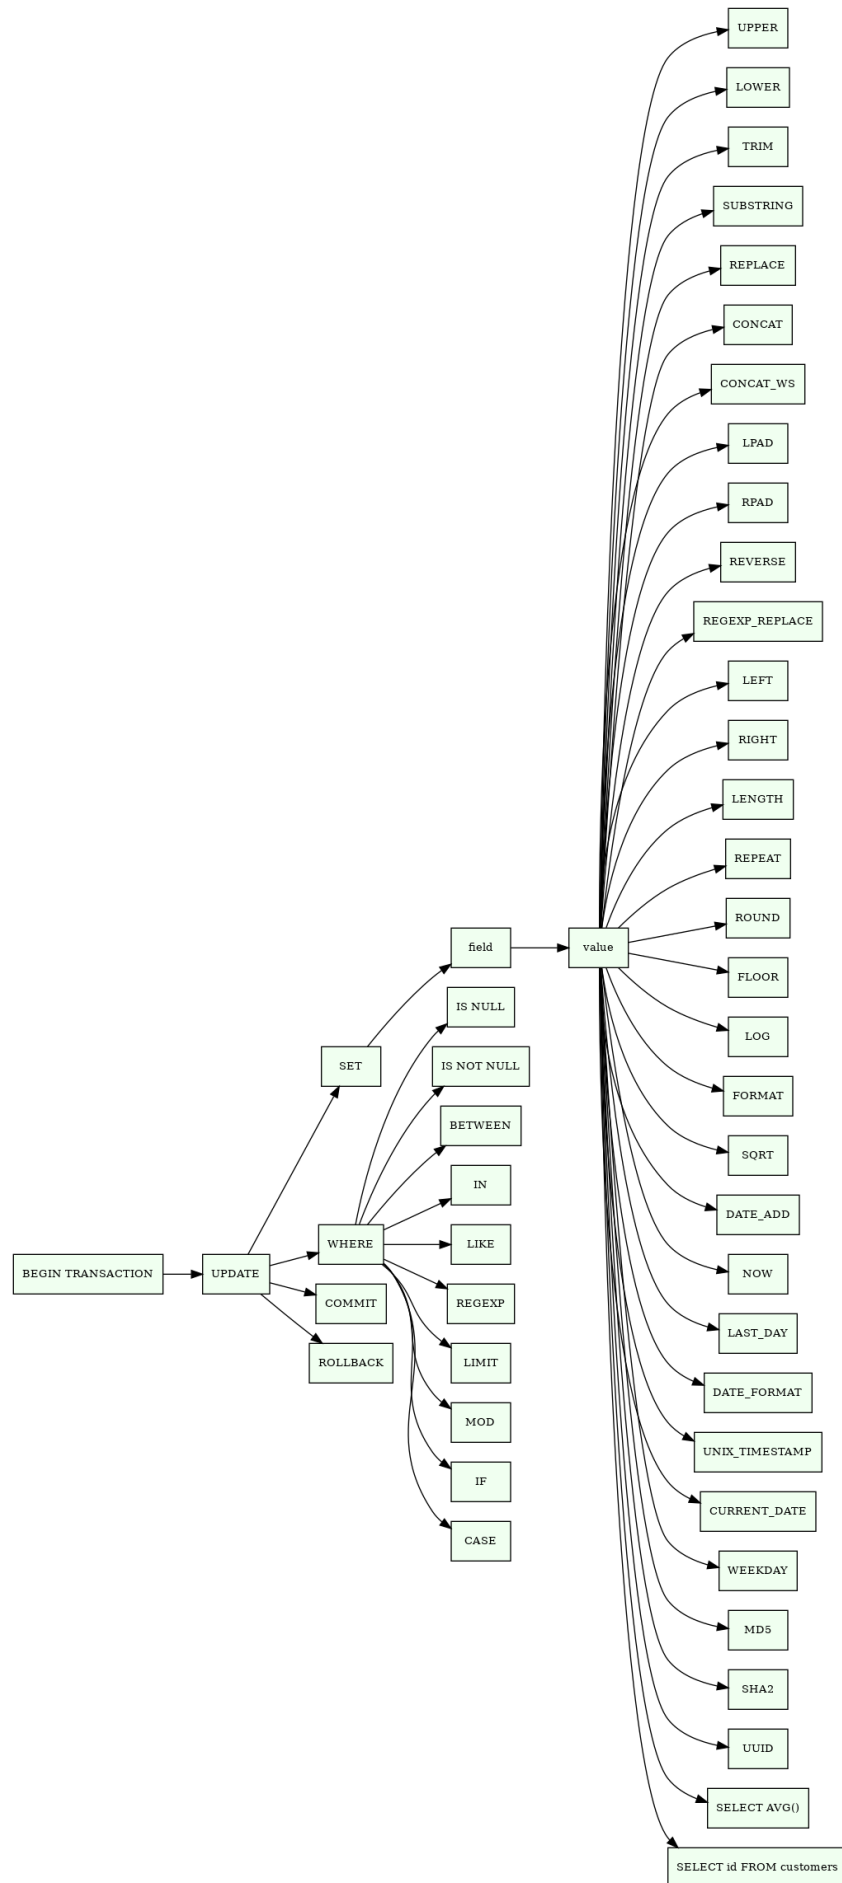 BEGIN TRANSACTION
UPDATE
SET
WHERE
COMMIT
ROLLBACK
field
IS NULL
IS NOT NULL
BETWEEN
IN
LIKE
REGEXP
LIMIT
MOD
IF
CASE
value
UPPER
LOWER
TRIM
SUBSTRING
REPLACE
CONCAT
CONCAT_WS
LPAD
RPAD
REVERSE
REGEXP_REPLACE
LEFT
RIGHT
LENGTH
REPEAT
ROUND
FLOOR
LOG
FORMAT
SQRT
DATE_ADD
NOW
LAST_DAY
DATE_FORMAT
UNIX_TIMESTAMP
CURRENT_DATE
WEEKDAY
MD5
SHA2
UUID
SELECT AVG()
SELECT id FROM customers